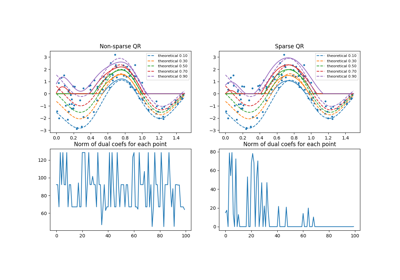 Non-sparse QR
3
2
1
0
−1
−2
−3
0.0 0.2 0.4 0.6 0.8 1.0 1.2 1.4
theoretical 0.10
theoretical 0.30
theoretical 0.50
theoretical 0.70
theoretical 0.90
Sparse QR
3
2
1
0
−1
−2
−3
0.0 0.2 0.4 0.6 0.8 1.0 1.2 1.4
theoretical 0.10
theoretical 0.30
theoretical 0.50
theoretical 0.70
theoretical 0.90
Norm of dual coefs for each point
120
100
80
60
0 20 40 60 80 100
Norm of dual coefs for each point
80
60
40
20
0
0 20 40 60 80 100